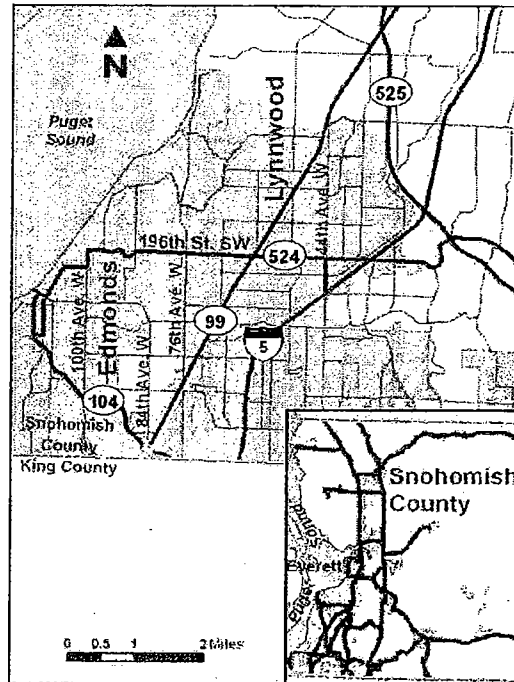 N
525
Puget
Sound
Lynnwood
44th Ave. W
196th St. SW
524
100th Ave. W
Edmonds
76th Ave. W
99
5
84th Ave. W
104
Snohomish
County
King County
Snohomish
County
Everett
Puget
Sound
0 0.5 1 2 Miles